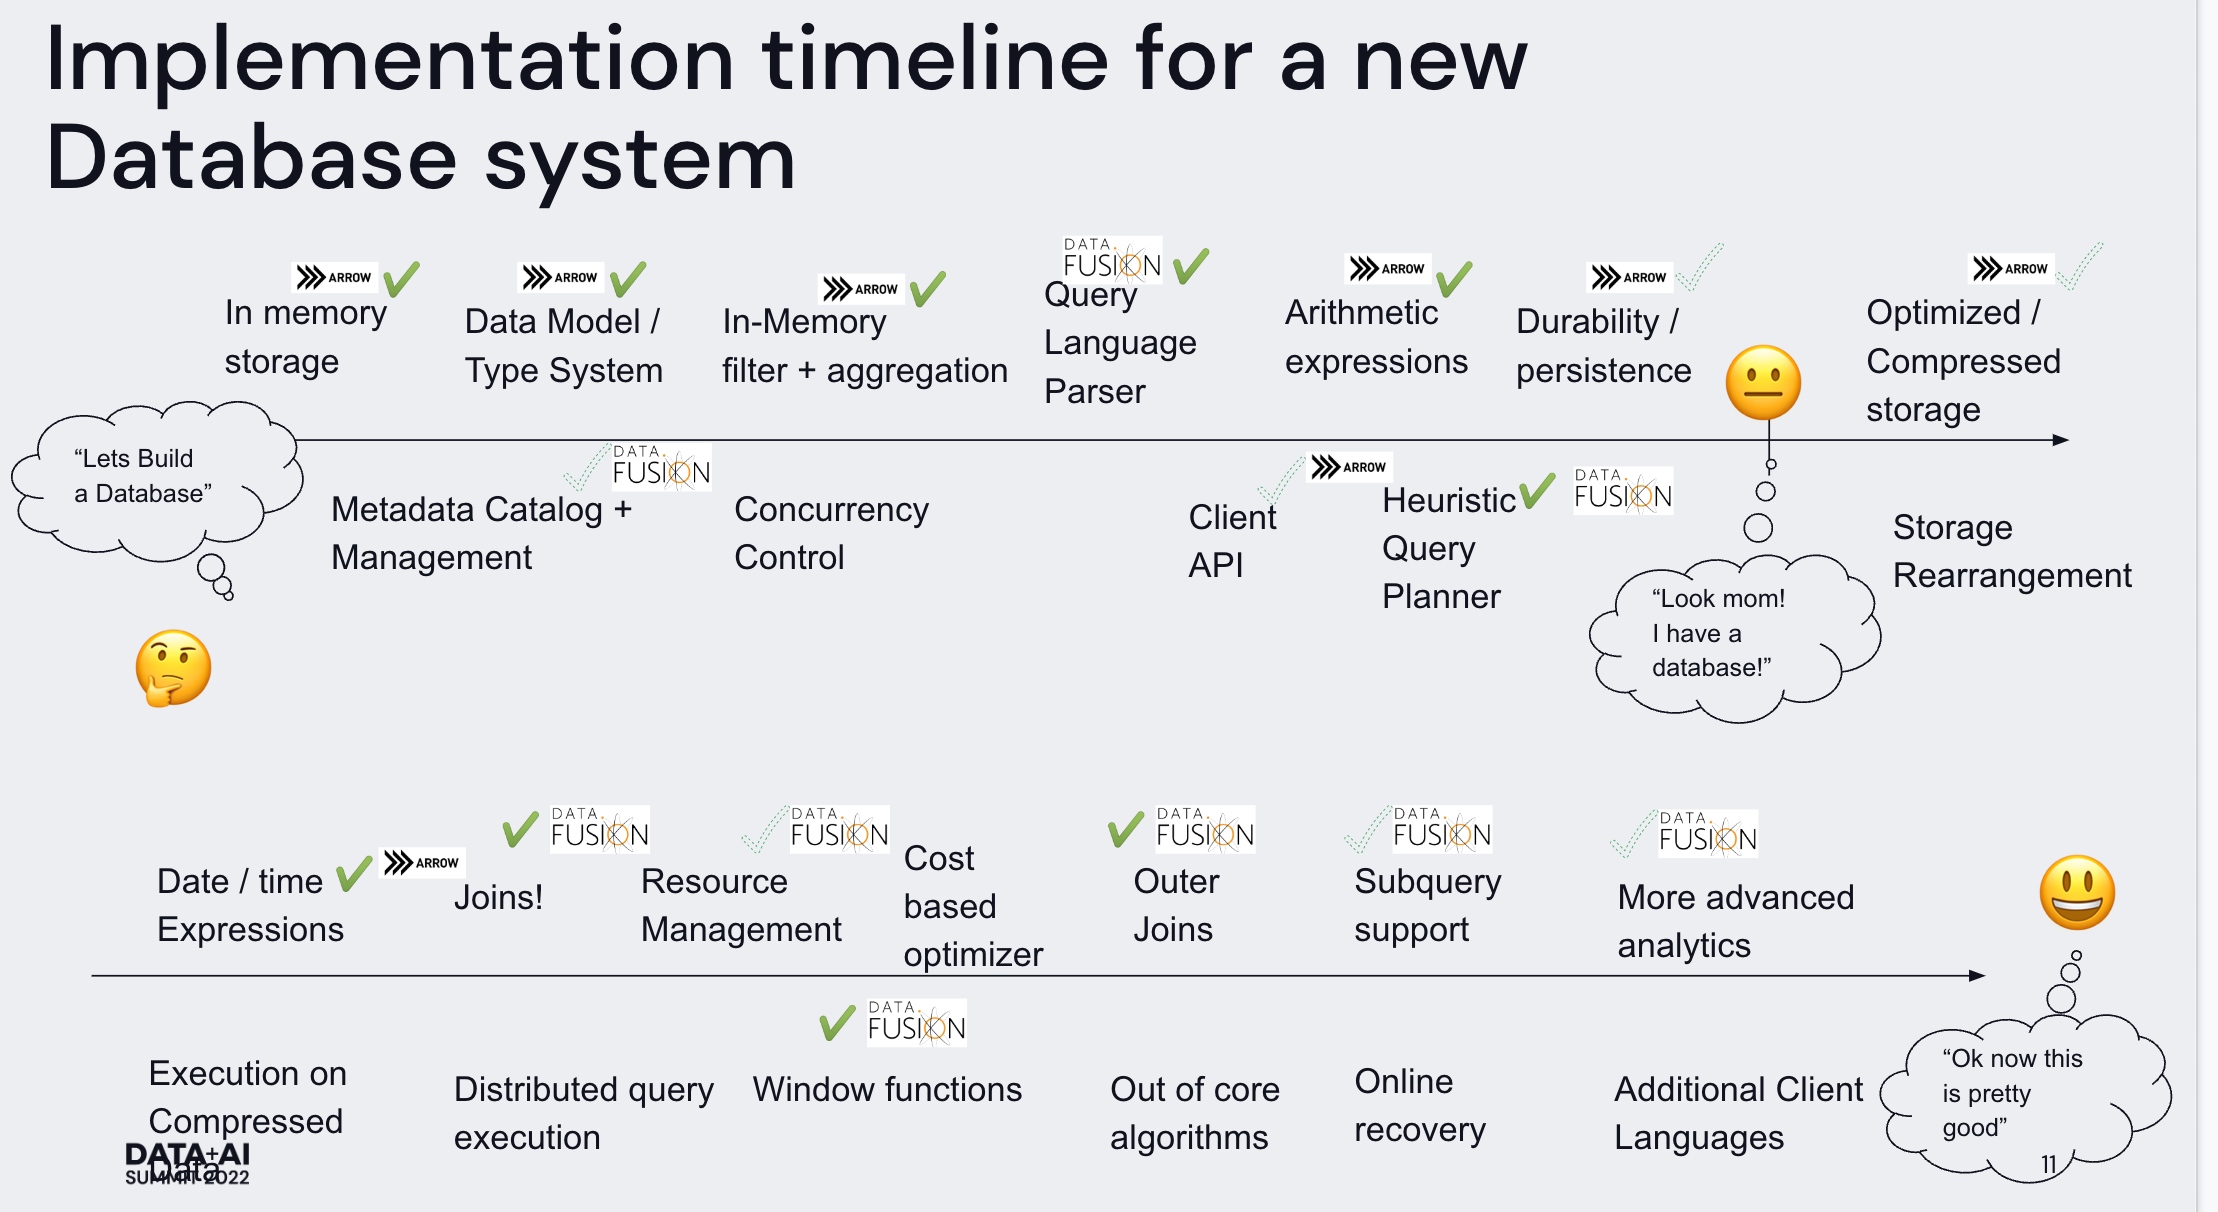 Implementation timeline for a new
Database system
ARROW
In memory
storage
ARROW
Data Model /
Type System
ARROW
In-Memory
filter + aggregation
DATA
FUSION
Query
Language
Parser
ARROW
Arithmetic
expressions
ARROW
Durability /
persistence
ARROW
Optimized /
Compressed
storage
“Lets Build
a Database”
DATA
FUSION
Metadata Catalog +
Management
Concurrency
Control
ARROW
Client
API
DATA
FUSION
Heuristic
Query
Planner
“Look mom!
I have a
database!”
Storage
Rearrangement
ARROW
Date / time
Expressions
DATA
FUSION
Joins!
DATA
FUSION
Resource
Management
Cost
based
optimizer
DATA
FUSION
Outer
Joins
DATA
FUSION
Subquery
support
DATA
FUSION
More advanced
analytics
Execution on
Compressed
Data
Distributed query
execution
DATA
FUSION
Window functions
Out of core
algorithms
Online
recovery
Additional Client
Languages
“Ok now this
is pretty
good”
DATA+AI
SUMMIT 2022
11